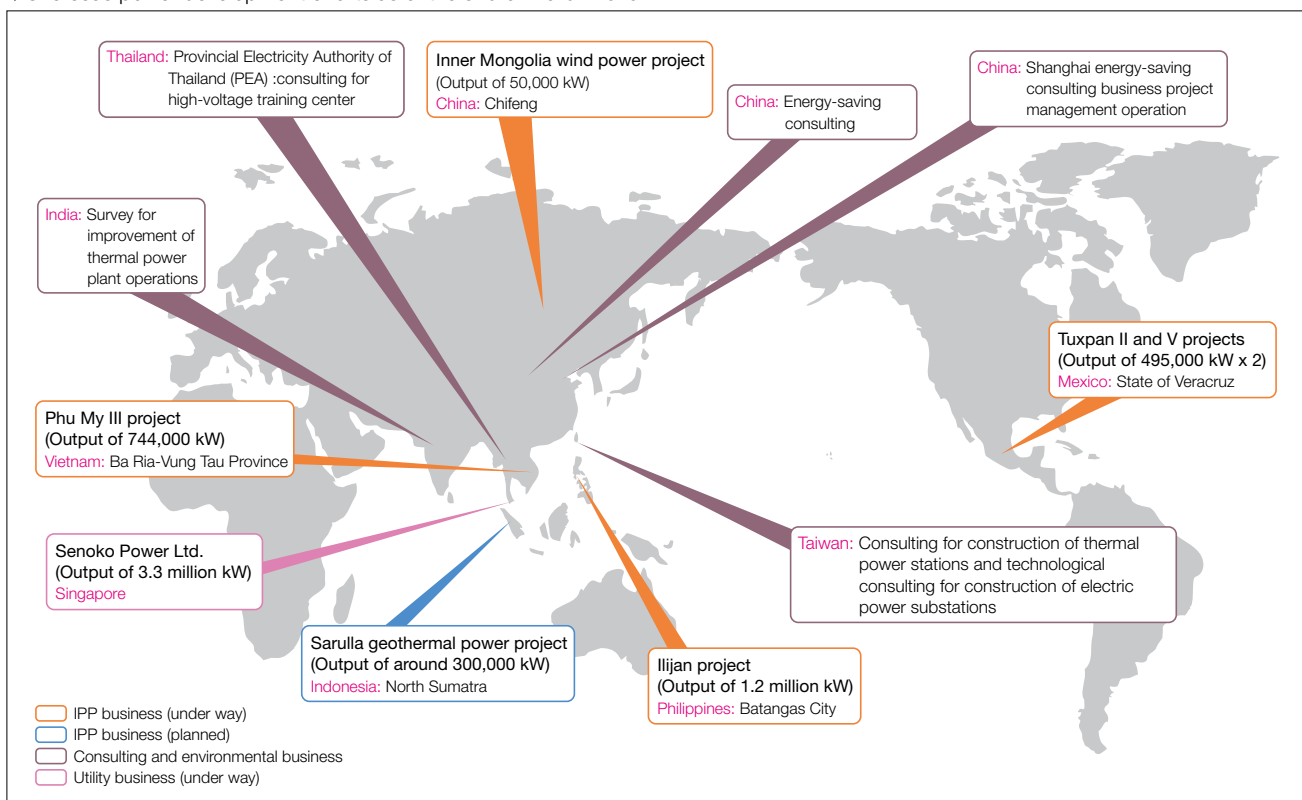 Thailand: Provincial Electricity Authority of
Thailand (PEA) :consulting for
high-voltage training center
Inner Mongolia wind power project
(Output of 50,000 kW)
China: Chifeng
China: Energy-saving
consulting
China: Shanghai energy-saving
consulting business project
management operation
India: Survey for
improvement of
thermal power
plant operations
Tuxpan II and V projects
(Output of 495,000 kW x 2)
Mexico: State of Veracruz
Phu My III project
(Output of 744,000 kW)
Vietnam: Ba Ria-Vung Tau Province
Senoko Power Ltd.
(Output of 3.3 million kW)
Singapore
Taiwan: Consulting for construction of thermal
power stations and technological
consulting for construction of electric
power substations
Sarulla geothermal power project
(Output of around 300,000 kW)
Indonesia: North Sumatra
Ilijan project
(Output of 1.2 million kW)
Philippines: Batangas City
IPP business (under way)
IPP business (planned)
Consulting and environmental business
Utility business (under way)